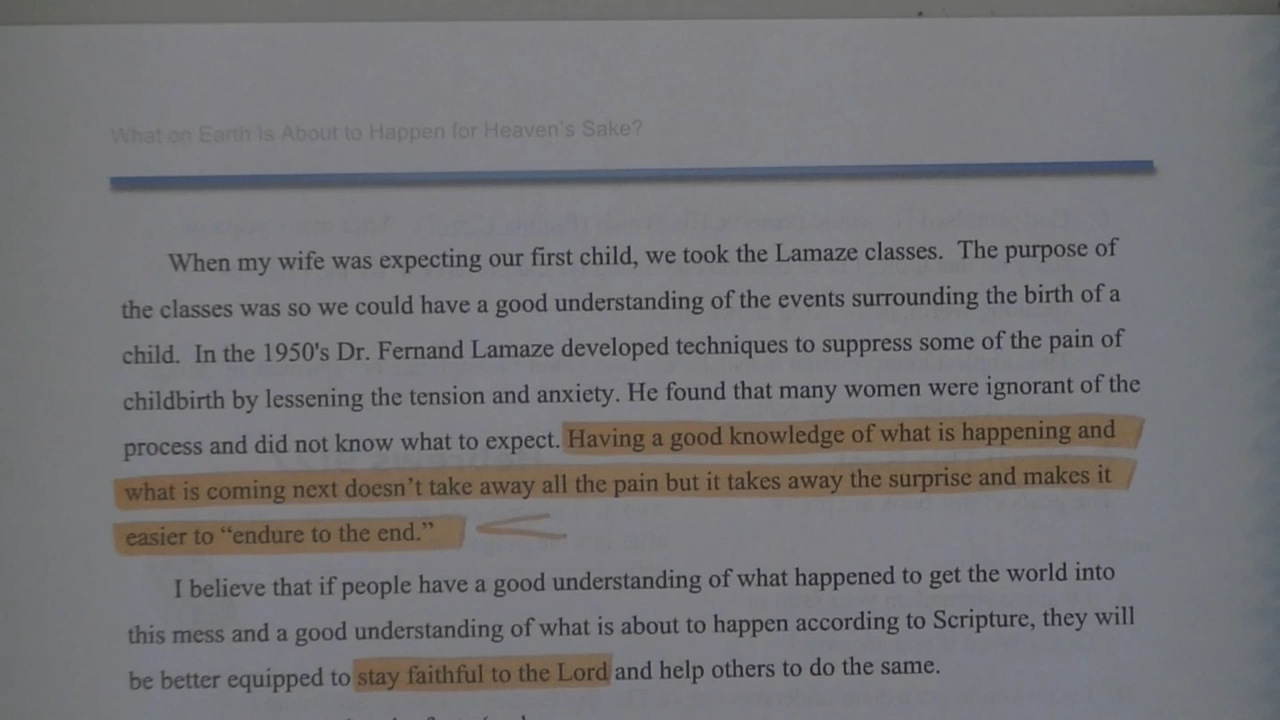 What on Earth Is About to Happen for Heaven's Sake?
When my wife was expecting our first child, we took the Lamaze classes.  The purpose of
the classes was so we could have a good understanding of the events surrounding the birth of a
child.  In the 1950's Dr. Fernand Lamaze developed techniques to suppress some of the pain of
childbirth by lessening the tension and anxiety. He found that many women were ignorant of the
process and did not know what to expect. Having a good knowledge of what is happening and
what is coming next doesn’t take away all the pain but it takes away the surprise and makes it
easier to “endure to the end.”
I believe that if people have a good understanding of what happened to get the world into
this mess and a good understanding of what is about to happen according to Scripture, they will
be better equipped to stay faithful to the Lord and help others to do the same.